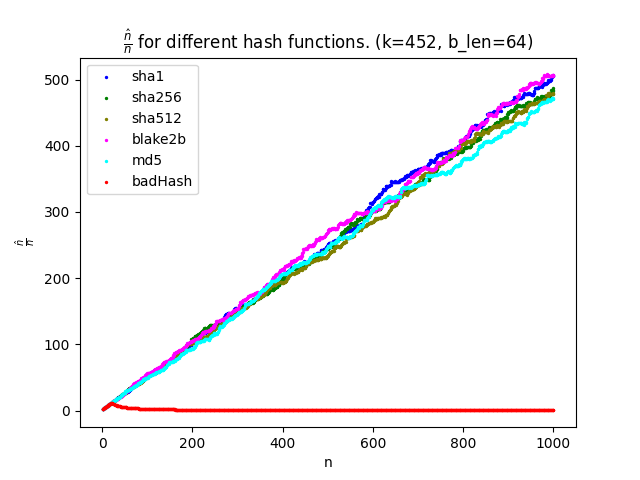 n̂/n for different hash functions. (k=452, b_len=64)
500
400
300
200
100
0
n̂/n
sha1
sha256
sha512
blake2b
md5
badHash
0 200 400 600 800 1000
n